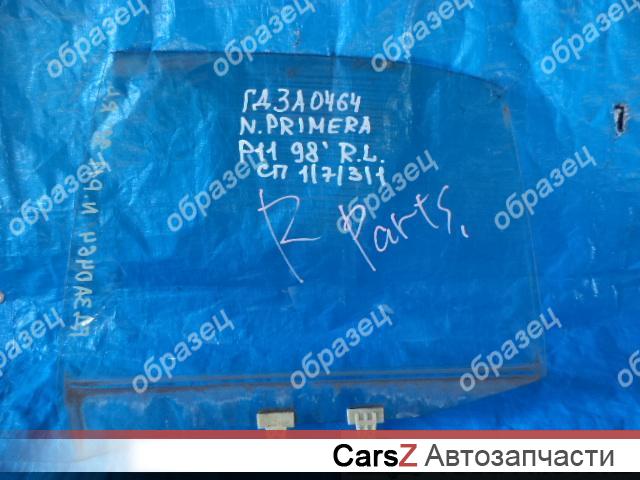 ГДЗА0464
N.PRIMERA
P11 98' R.L.
СП 1/7/3/1
R Parts.
образец
CarsZ Автозапчасти